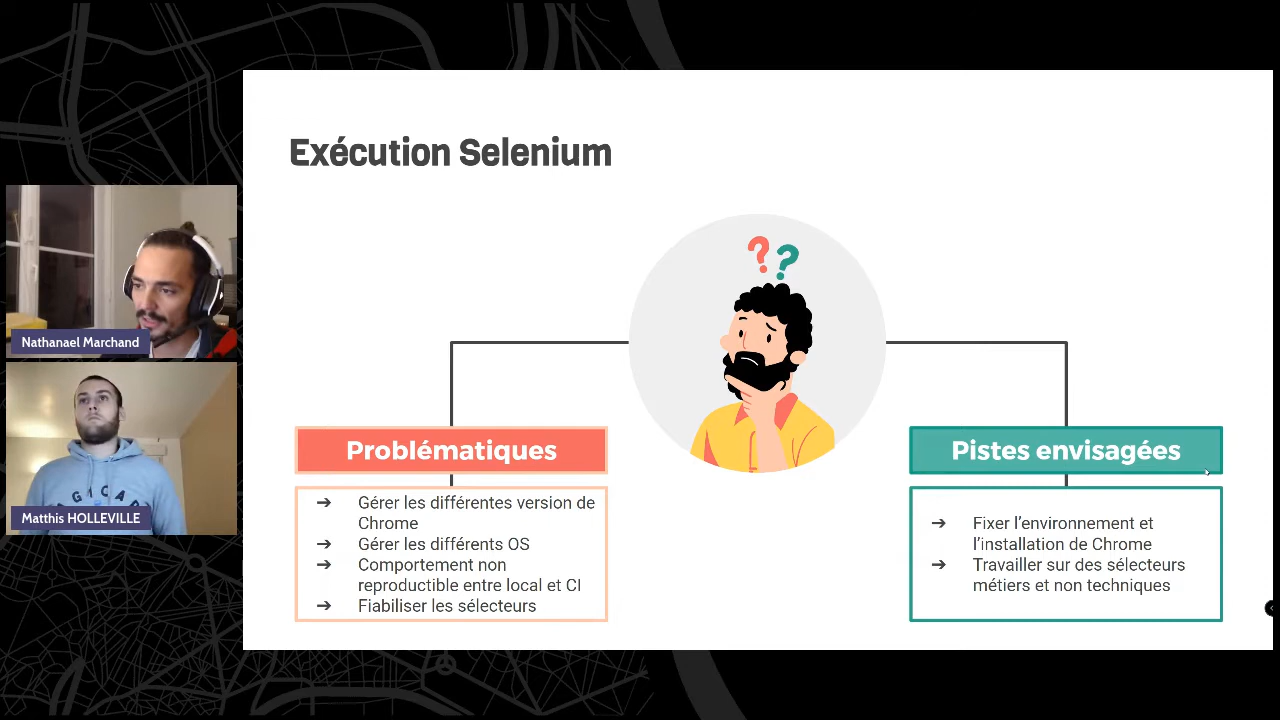 Exécution Selenium
Nathanael Marchand
Matthis HOLLEVILLE
Problématiques
➔ Gérer les différentes version de
Chrome
➔ Gérer les différents OS
➔ Comportement non
reproductible entre local et CI
➔ Fiabiliser les sélecteurs
Pistes envisagées
➔ Fixer l’environnement et
l’installation de Chrome
➔ Travailler sur des sélecteurs
métiers et non techniques
??